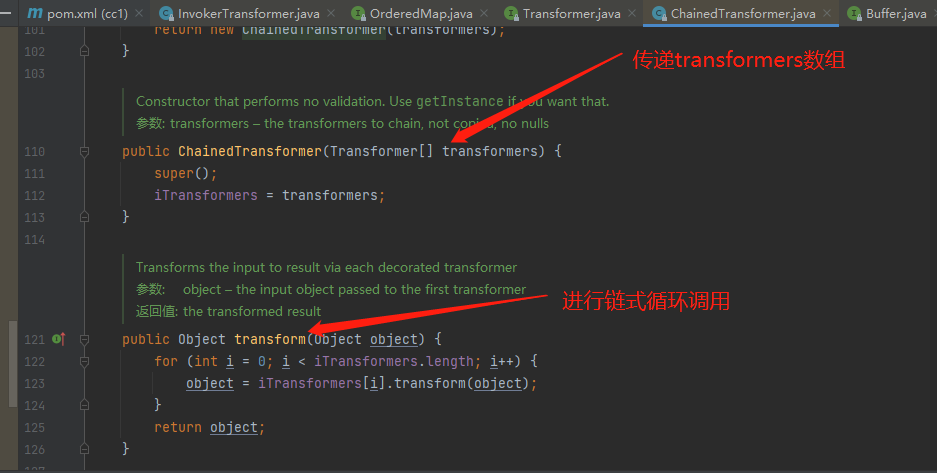 pom.xml (cc1) × InvokerTransformer.java × OrderedMap.java × Transformer.java × ChainedTransformer.java × Buffer.java ×
101 return new ChainedTransformer(transformers);
102 }
103
传递transformers数组
Constructor that performs no validation. Use getInstance if you want that.
参数: transformers – the transformers to chain, not copied, no nulls
110 public ChainedTransformer(Transformer[] transformers) {
111 super();
112 iTransformers = transformers;
113 }
114
Transforms the input to result via each decorated transformer
参数: object – the input object passed to the first transformer
进行链式循环调用
返回值: the transformed result
121 public Object transform(Object object) {
122 for (int i = 0; i < iTransformers.length; i++) {
123 object = iTransformers[i].transform(object);
124 }
125 return object;
126 }